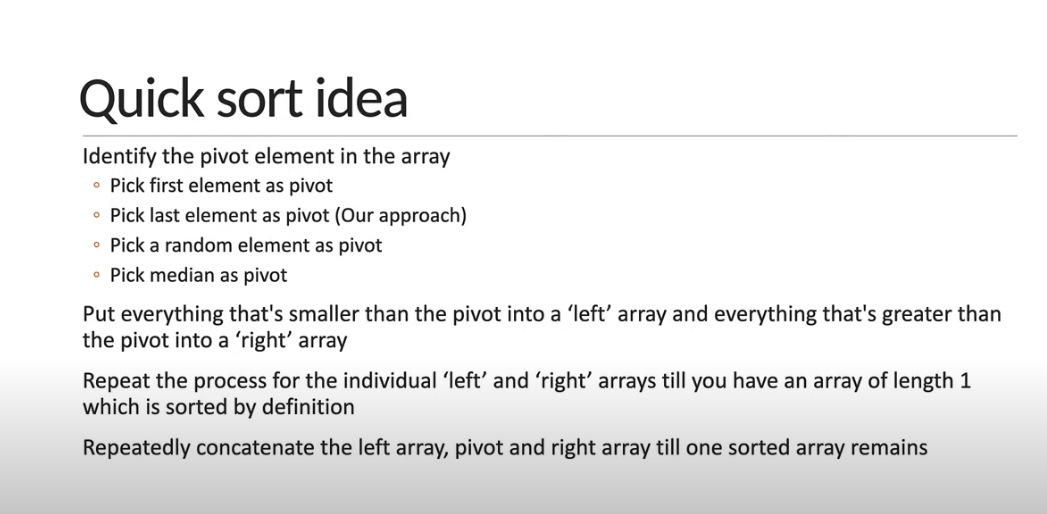 Quick sort idea
Identify the pivot element in the array
Pick first element as pivot
Pick last element as pivot (Our approach)
Pick a random element as pivot
Pick median as pivot
Put everything that's smaller than the pivot into a ‘left’ array and everything that's greater than
the pivot into a ‘right’ array
Repeat the process for the individual ‘left’ and ‘right’ arrays till you have an array of length 1
which is sorted by definition
Repeatedly concatenate the left array, pivot and right array till one sorted array remains